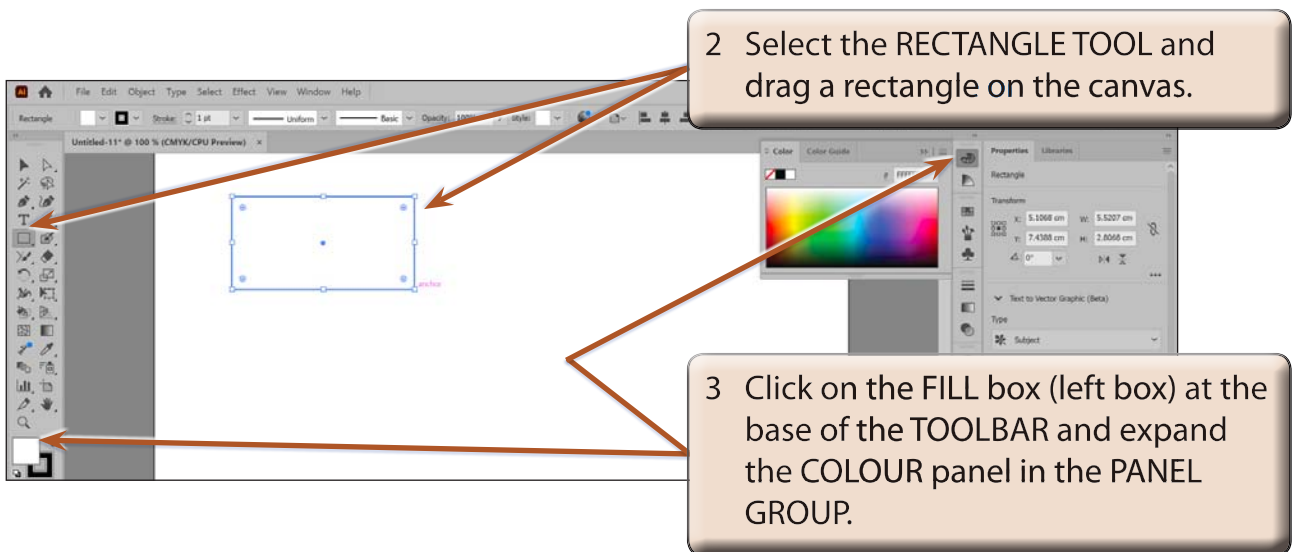 2 Select the RECTANGLE TOOL and
drag a rectangle on the canvas.
Ai File Edit Object Type Select Effect View Window Help
Rectangle Stroke: 1 pt Uniform Basic Opacity: 100% Style:
Untitled-11* @ 100 % (CMYK/CPU Preview) ×
Color Color Guide
Properties Libraries
Rectangle
Transform
X: 5.1068 cm W: 5.5207 cm
Y: 7.4388 cm H: 2.8068 cm
0°
anchor
Text to Vector Graphic (Beta)
Type
Subject
3 Click on the FILL box (left box) at the
base of the TOOLBAR and expand
the COLOUR panel in the PANEL
GROUP.